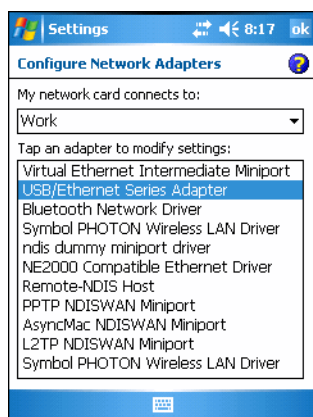 Settings 8:17 ok
Configure Network Adapters
My network card connects to:
Work
Tap an adapter to modify settings:
Virtual Ethernet Intermediate Miniport
USB/Ethernet Series Adapter
Bluetooth Network Driver
Symbol PHOTON Wireless LAN Driver
ndis dummy miniport driver
NE2000 Compatible Ethernet Driver
Remote-NDIS Host
PPTP NDISWAN Miniport
AsyncMac NDISWAN Miniport
L2TP NDISWAN Miniport
Symbol PHOTON Wireless LAN Driver